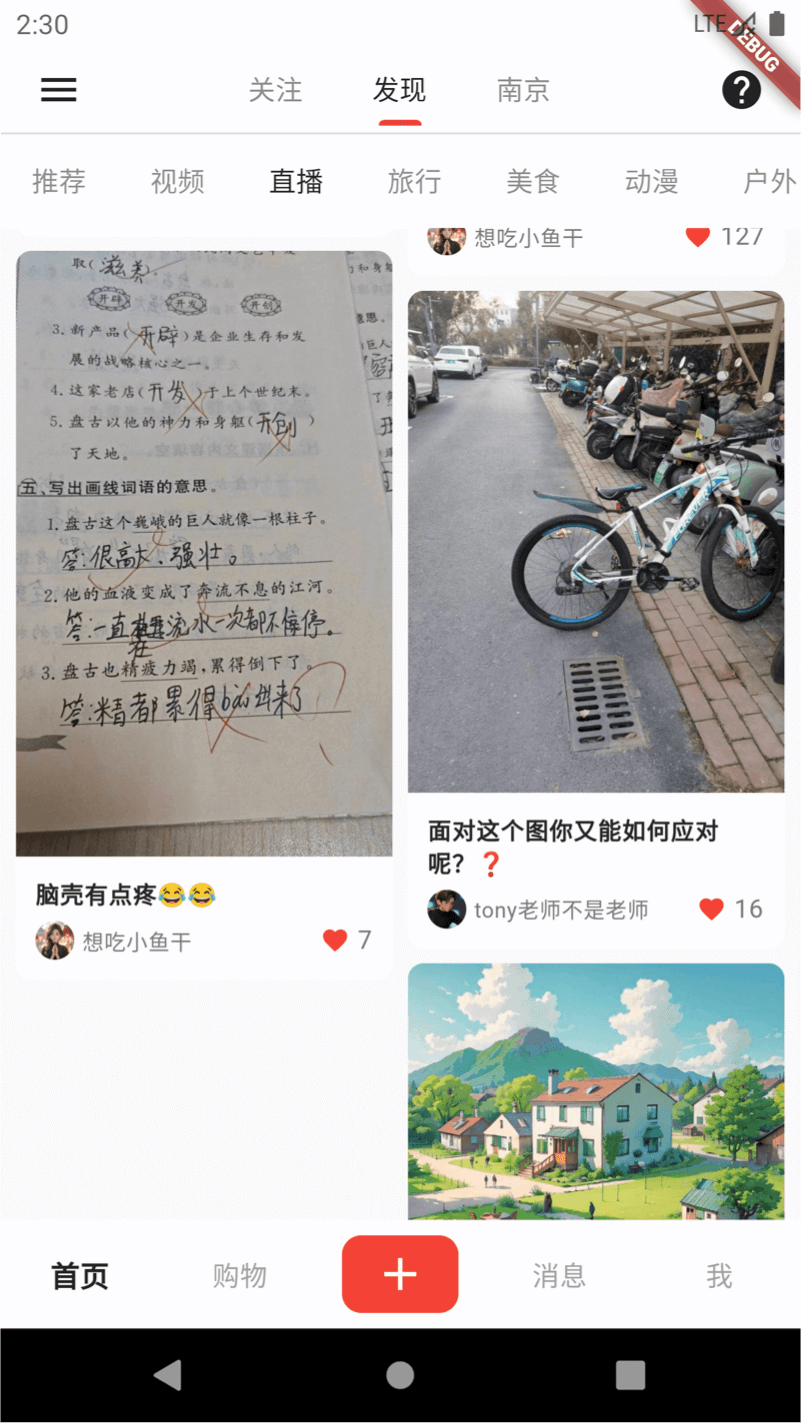 2:30
LTE
DEBUG
关注 发现 南京
推荐 视频 直播 旅行 美食 动漫 户外
取(滋养).
开辟 开发 开创
3.新产品(开辟)是企业生存和发
展的战略核心之一。
4.这家老店(开发)于上个世纪末。
5.盘古以他的神力和身躯(开创)
了天地。
五、写出画线词语的意思。
1.盘古这个巍峨的巨人就像一根柱子。
答:很高大、强壮。
2.他的血液变成了奔流不息的江河。
答:一直在流水一次都不停停。
3.盘古也精疲力竭,累得倒下了。
答:精都累得bào出来了
脑壳有点疼😂😂
想吃小鱼干 7
想吃小鱼干 127
FOREVER
面对这个图你又能如何应对
呢?❓
tony老师不是老师 16
首页 购物 + 消息 我